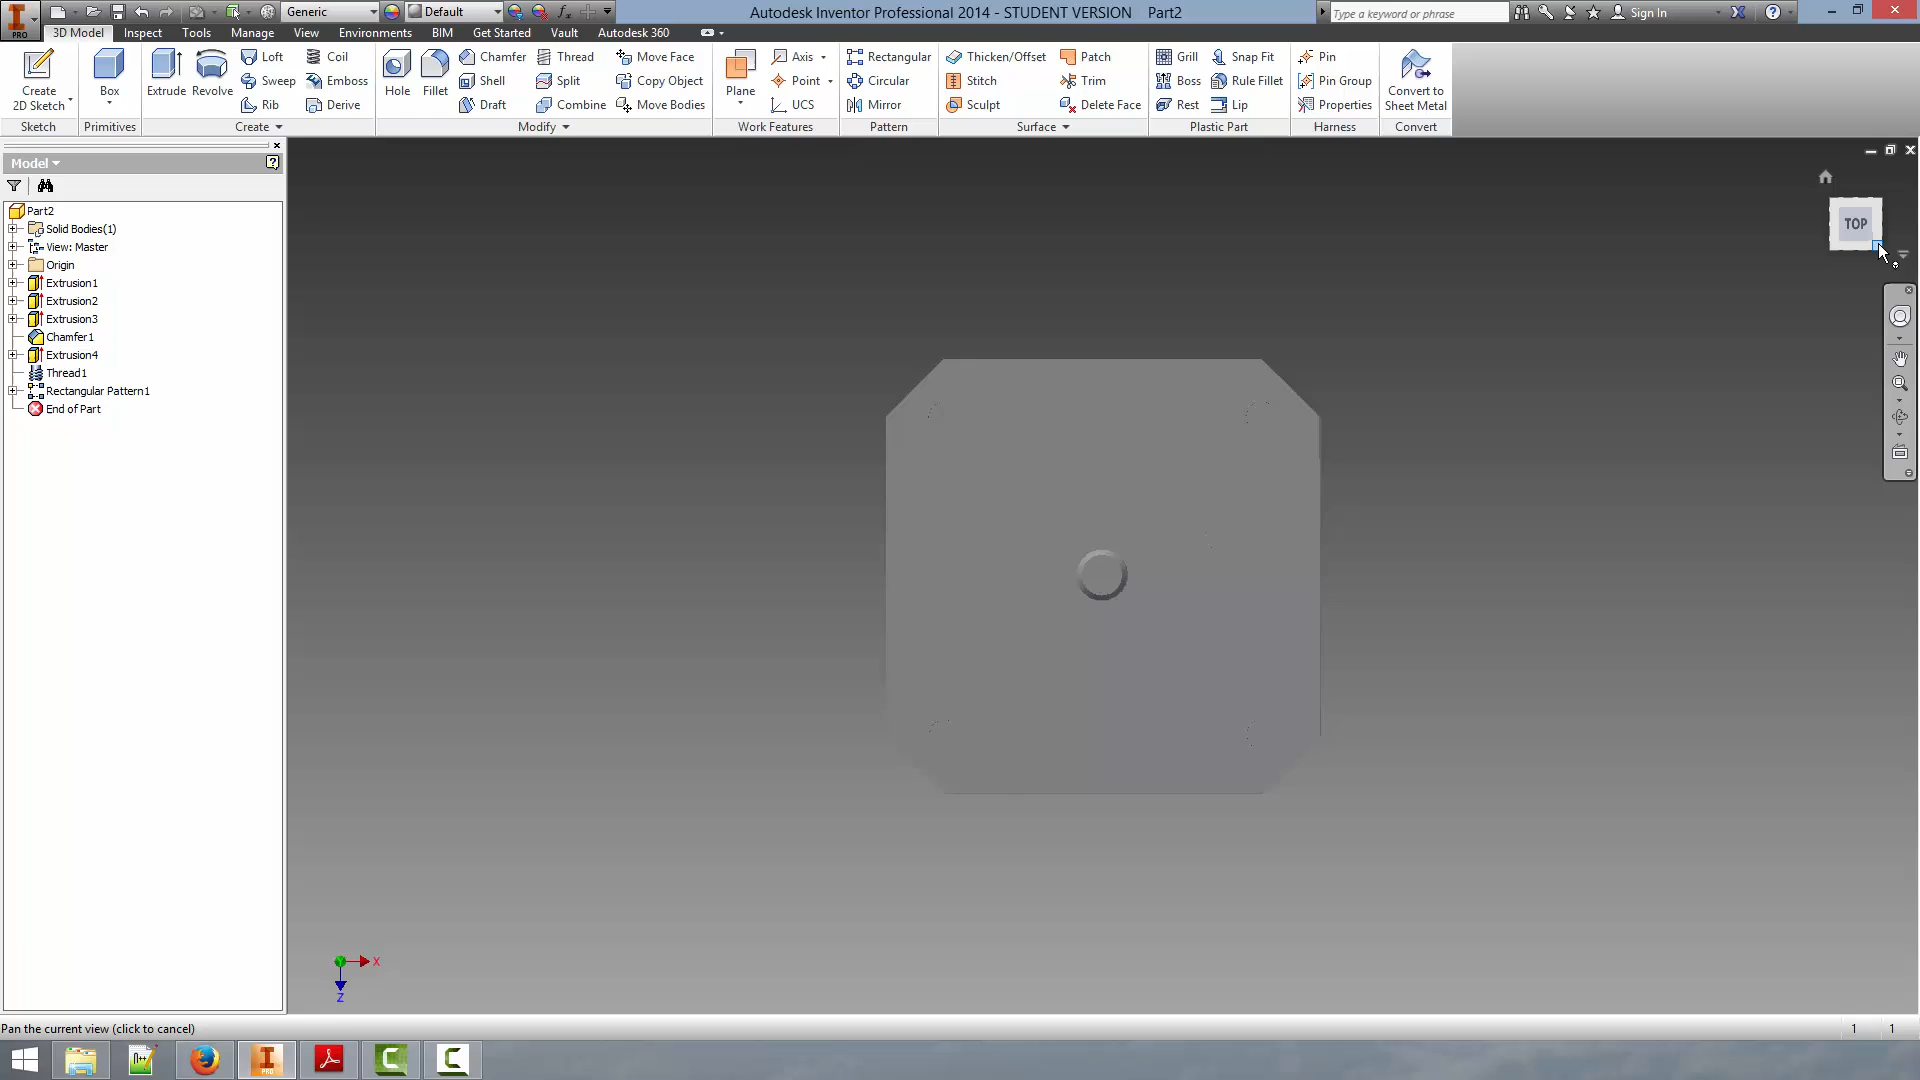 Generic
Default
Autodesk Inventor Professional 2014 - STUDENT VERSION Part2
Type a keyword or phrase
Sign In
PRO
3D Model Inspect Tools Manage View Environments BIM Get Started Vault Autodesk 360
Create
2D Sketch
Box
Extrude
Revolve
Loft
Sweep
Rib
Coil
Emboss
Derive
Hole
Fillet
Chamfer
Shell
Draft
Thread
Split
Combine
Move Face
Copy Object
Move Bodies
Plane
Axis
Point
UCS
Rectangular
Circular
Mirror
Thicken/Offset
Stitch
Sculpt
Patch
Trim
Delete Face
Grill
Boss
Rest
Snap Fit
Rule Fillet
Lip
Pin
Pin Group
Properties
Convert to
Sheet Metal
Sketch Primitives Create Modify Work Features Pattern Surface Plastic Part Harness Convert
Model
Part2
Solid Bodies(1)
View: Master
Origin
Extrusion1
Extrusion2
Extrusion3
Chamfer1
Extrusion4
Thread1
Rectangular Pattern1
End of Part
TOP
X
Z
Pan the current view (click to cancel)
1 1
PRO